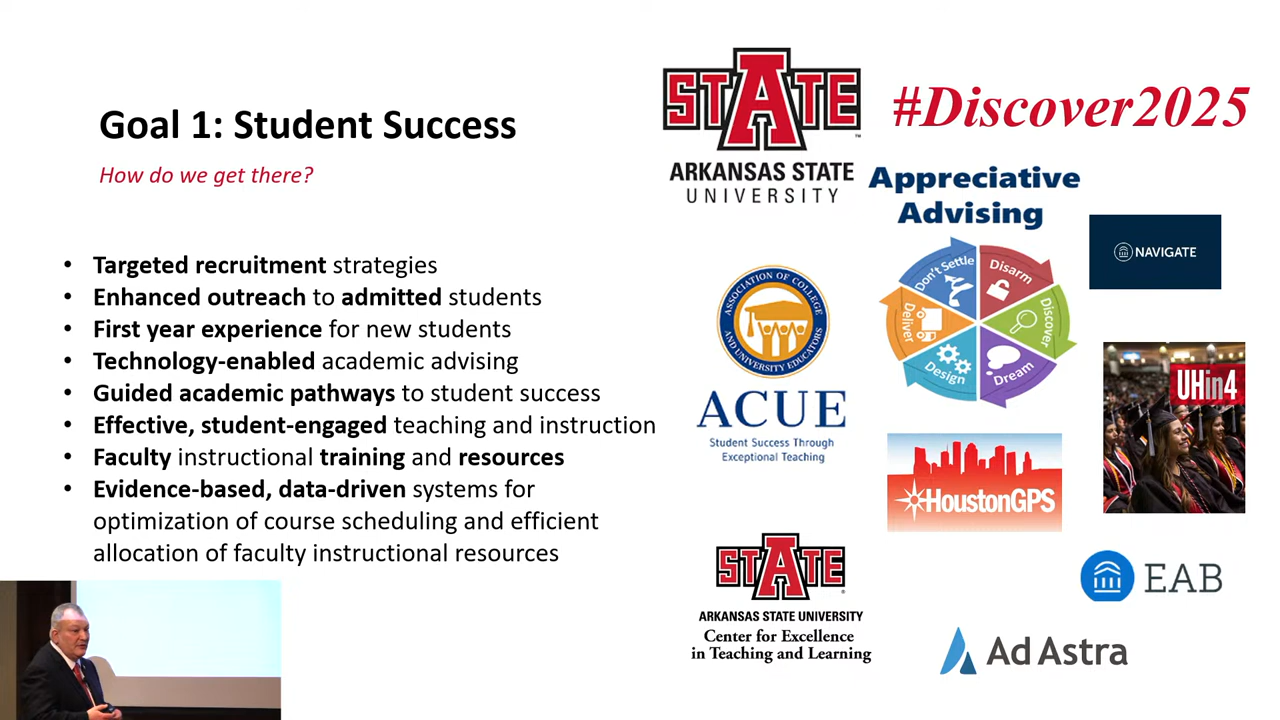 Goal 1: Student Success
How do we get there?
• Targeted recruitment strategies
• Enhanced outreach to admitted students
• First year experience for new students
• Technology-enabled academic advising
• Guided academic pathways to student success
• Effective, student-engaged teaching and instruction
• Faculty instructional training and resources
• Evidence-based, data-driven systems for
optimization of course scheduling and efficient
allocation of faculty instructional resources
STATE
ARKANSAS STATE
UNIVERSITY
#Discover2025
Appreciative
Advising
Don't Settle
Disarm
Discover
Dream
Design
Deliver
NAVIGATE
ASSOCIATION OF COLLEGE
AND UNIVERSITY EDUCATORS
ACUE
Student Success Through
Exceptional Teaching
UHin4
HoustonGPS
STATE
ARKANSAS STATE UNIVERSITY
Center for Excellence
in Teaching and Learning
EAB
Ad Astra